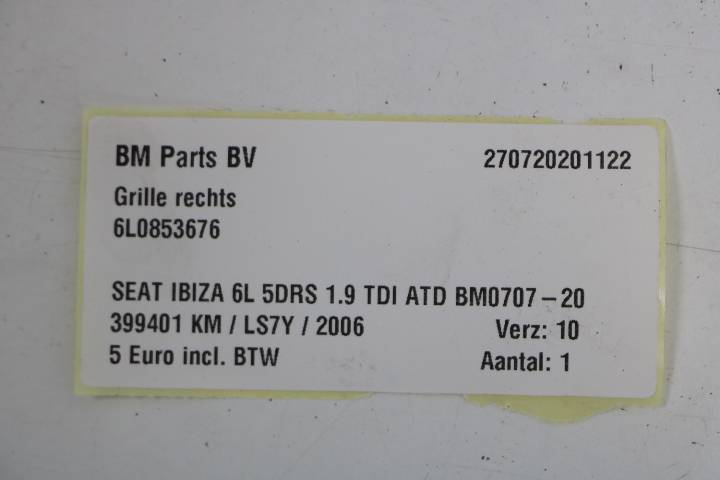 BM Parts BV 270720201122
Grille rechts
6L0853676
SEAT IBIZA 6L 5DRS 1.9 TDI ATD BM0707-20
399401 KM / LS7Y / 2006 Verz: 10
5 Euro incl. BTW Aantal: 1